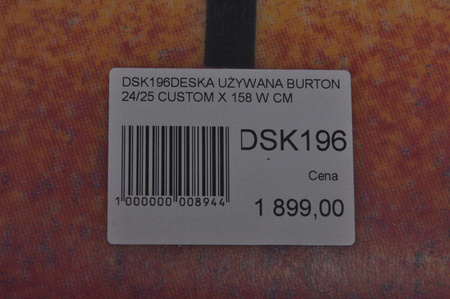 DSK196DESKA UŻYWANA BURTON
24/25 CUSTOM X 158 W CM
DSK196
Cena
1 000000 008944
1 899,00